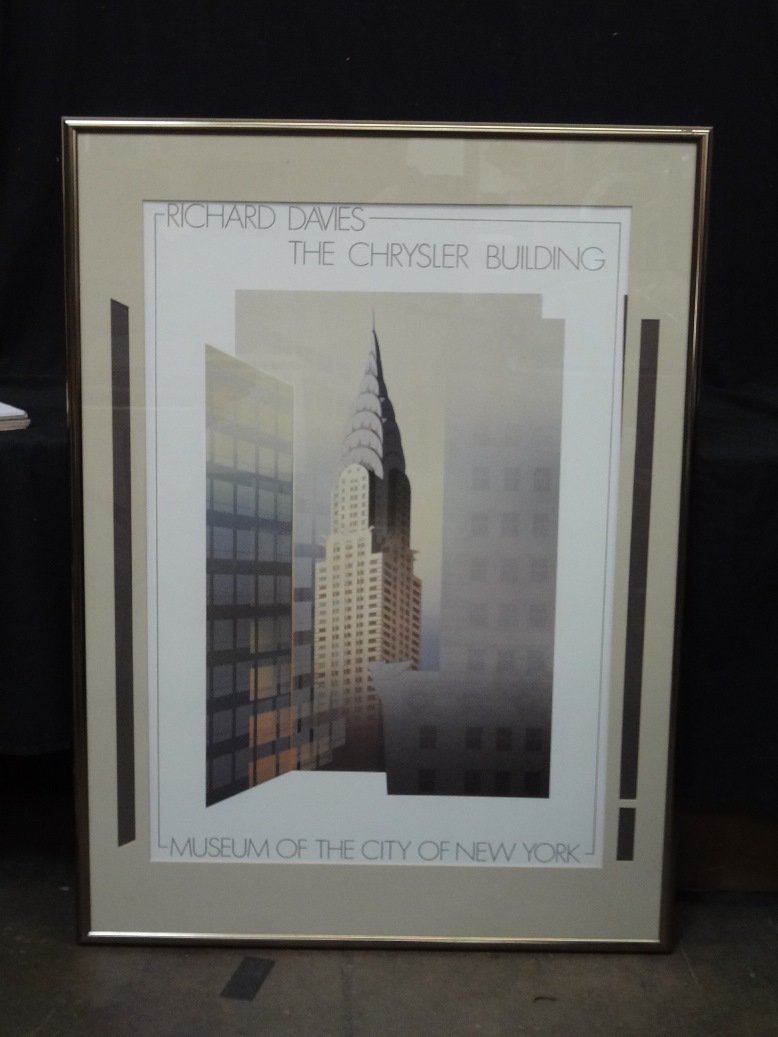 RICHARD DAVIES
THE CHRYSLER BUILDING
MUSEUM OF THE CITY OF NEW YORK